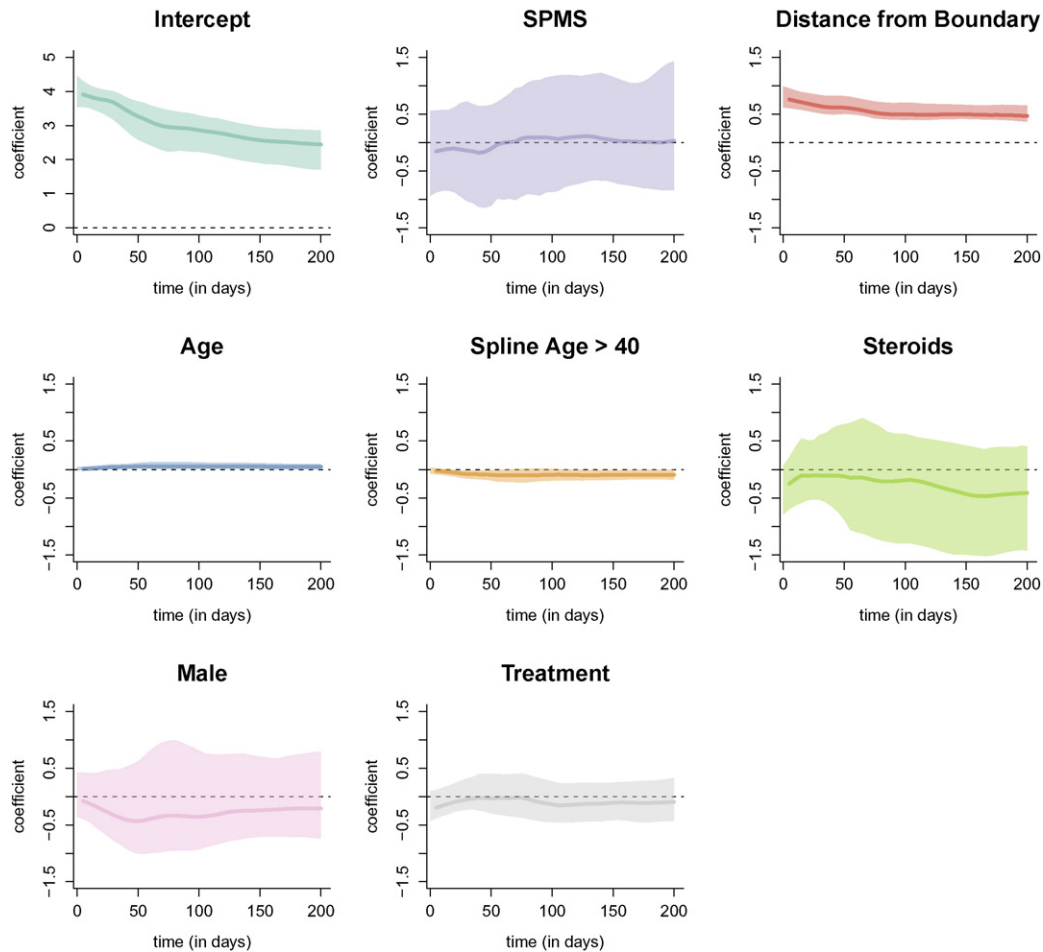 Intercept
SPMS
Distance from Boundary
coefficient
5
4
3
2
1
0
0 50 100 150 200
time (in days)
coefficient
1.5
0.5
−0.5
−1.5
0 50 100 150 200
time (in days)
coefficient
1.5
0.5
−0.5
−1.5
0 50 100 150 200
time (in days)
Age
Spline Age > 40
Steroids
coefficient
1.5
0.5
−0.5
−1.5
0 50 100 150 200
time (in days)
coefficient
1.5
0.5
−0.5
−1.5
0 50 100 150 200
time (in days)
coefficient
1.5
0.5
−0.5
−1.5
0 50 100 150 200
time (in days)
Male
Treatment
coefficient
1.5
0.5
−0.5
−1.5
0 50 100 150 200
time (in days)
coefficient
1.5
0.5
−0.5
−1.5
0 50 100 150 200
time (in days)